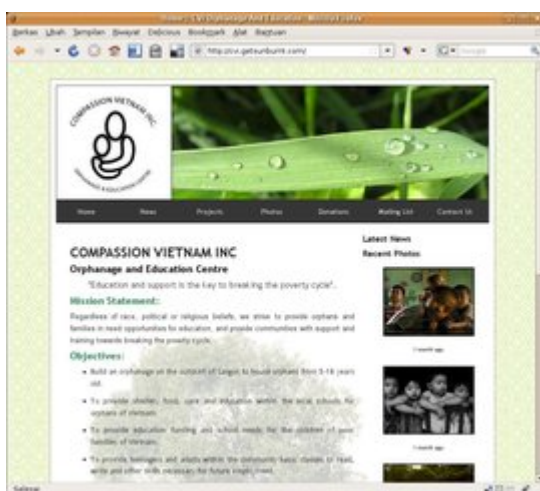 Home | CVI Orphanage And Education - Mozilla Firefox
Berkas Ubah Tampilan Riwayat Delicious Bookmark Alat Bantuan
http://cvi.getsunburnt.com/
Google
COMPASSION VIETNAM INC.
ORPHANAGE & EDUCATION CENTRE
Home News Projects Photos Donations Mailing List Contact Us
COMPASSION VIETNAM INC
Orphanage and Education Centre
"Education and support is the key to breaking the poverty cycle".
Mission Statement:
Regardless of race, political or religious beliefs, we strive to provide orphans and
families in need opportunities for education, and provide communities with support and
training towards breaking the poverty cycle.
Objectives:
Build an orphanage on the outskirt of Saigon to house orphans from 5-16 years
old.
To provide shelter, food, care and education within the local schools for
orphans of Vietnam.
To provide education funding and school needs for the children of poor
families of Vietnam.
To provide teenagers and adults within the community basic classes to read,
write and other skills necessary for future employment.
Latest News
Recent Photos
1 month ago
1 month ago
Selesai